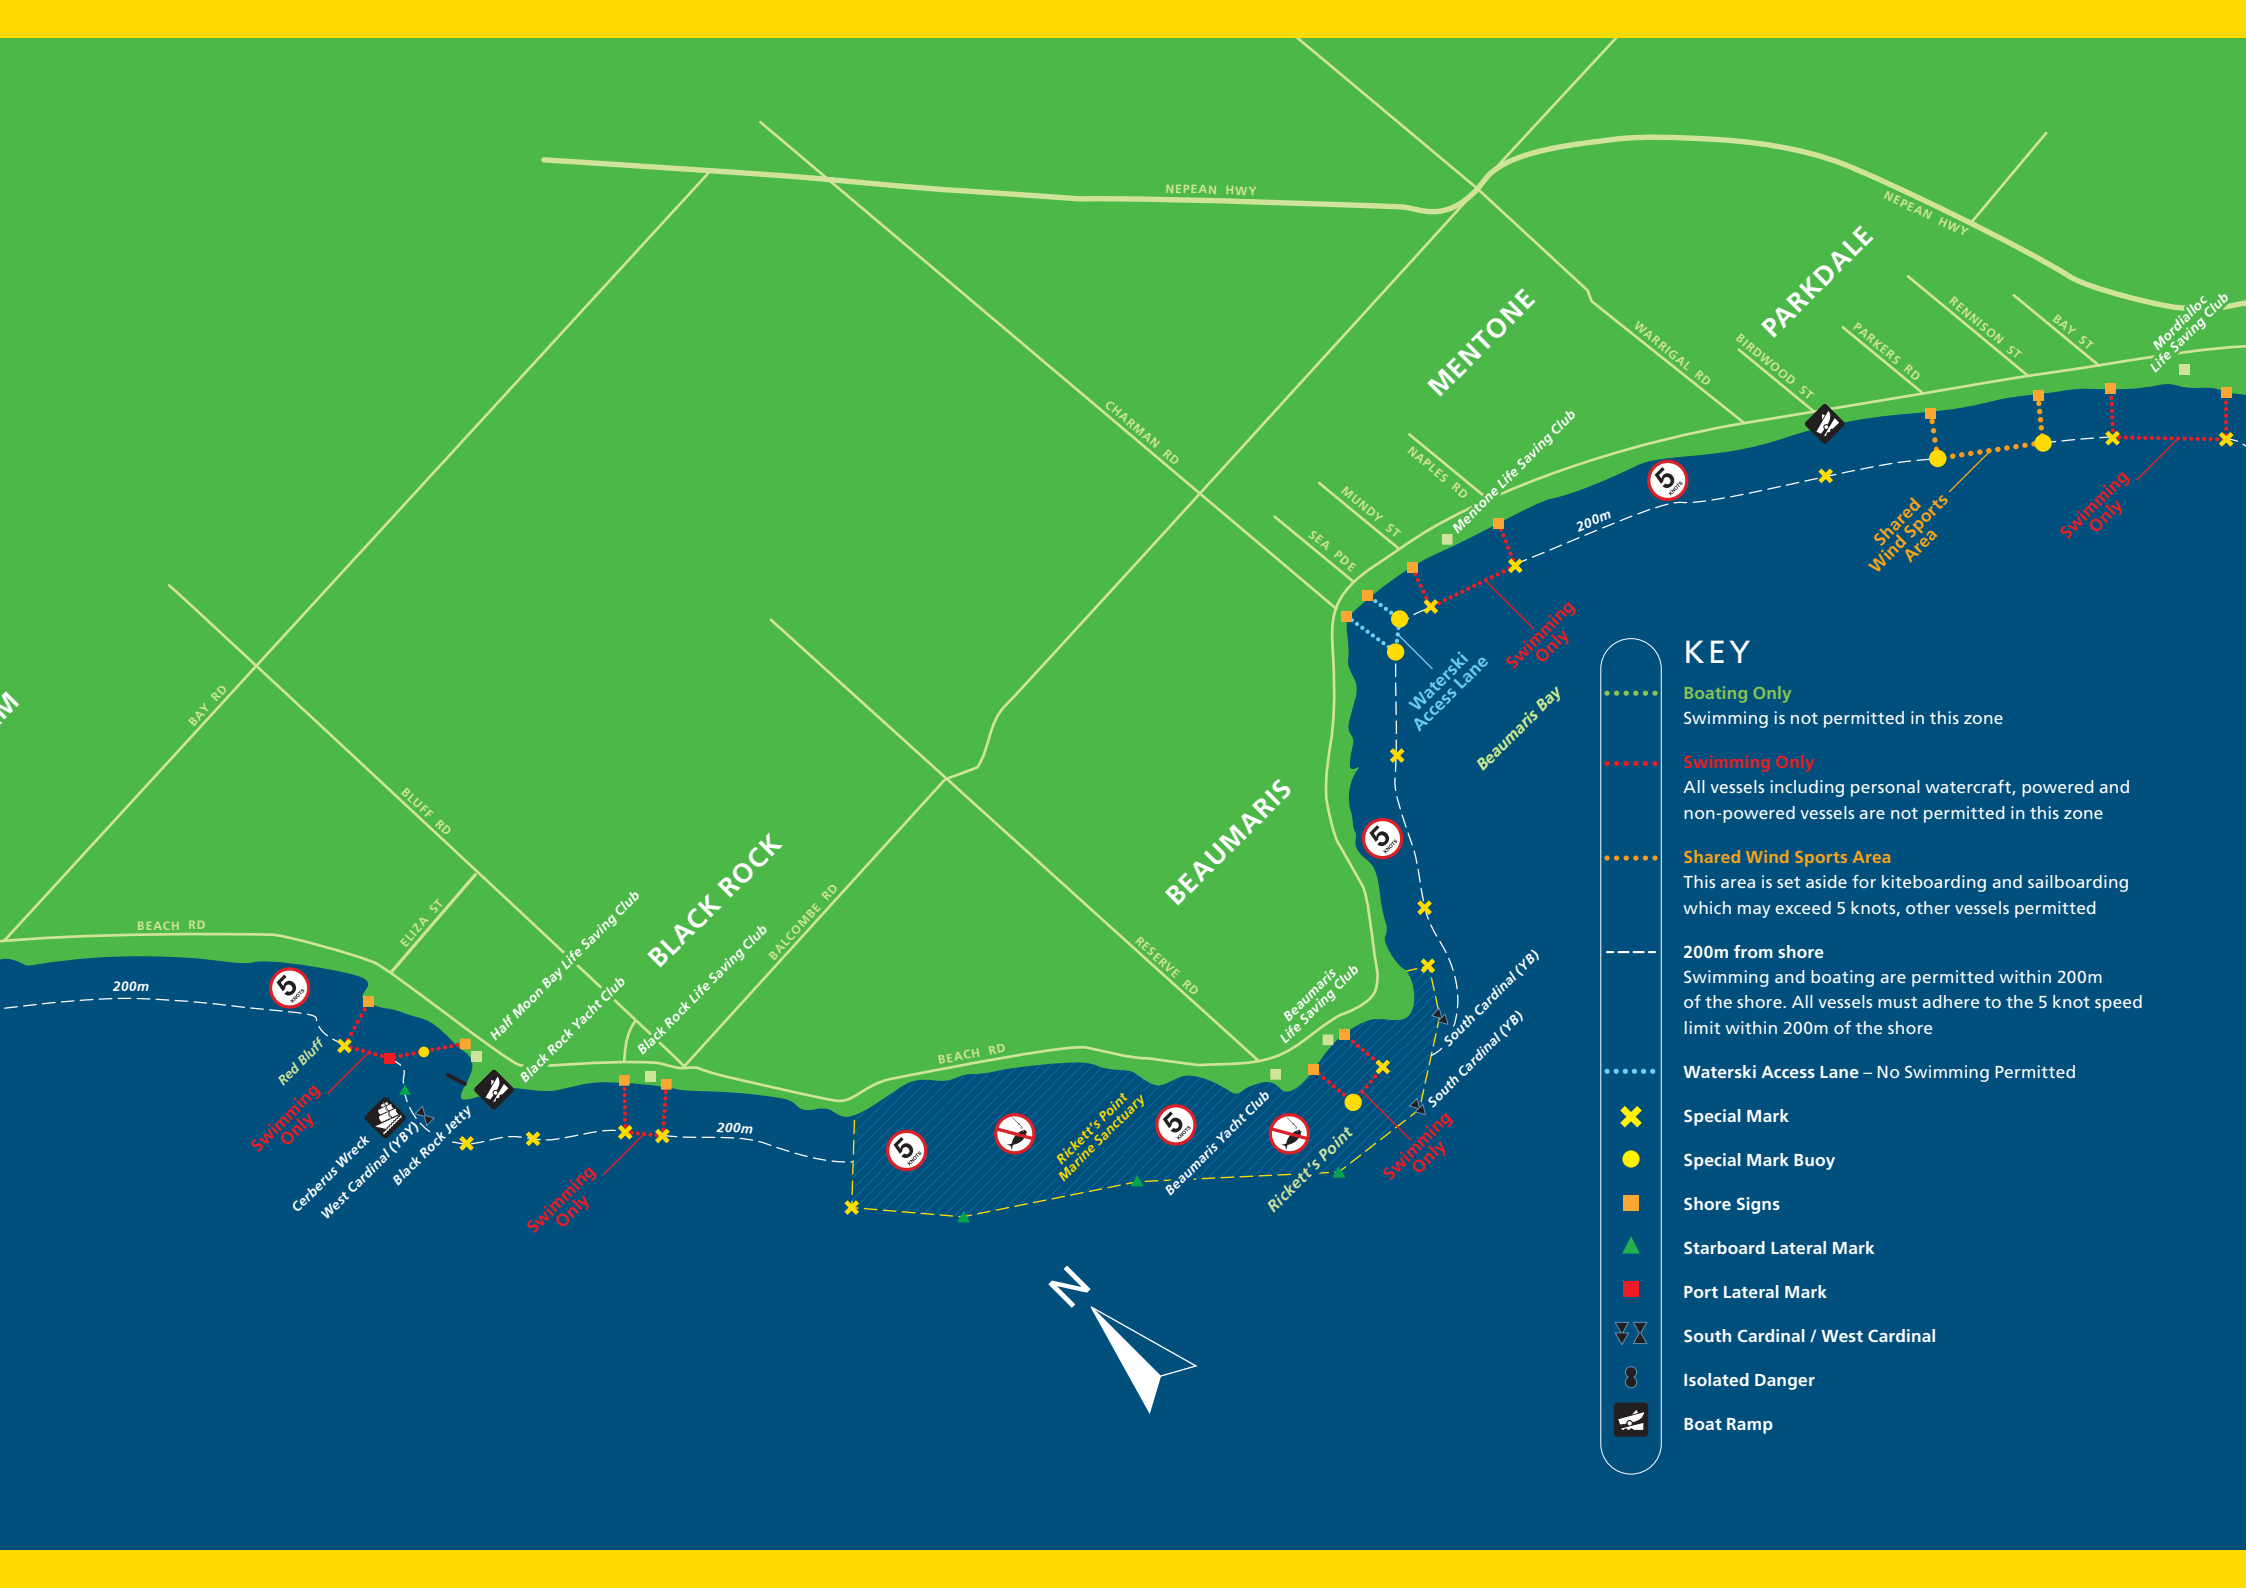 NEPEAN HWY
NEPEAN HWY
PARKDALE
MENTONE
WARRIGAL RD
BIRDWOOD ST
PARKERS RD
RENNISON ST
BAY ST
Mordialloc
Life Saving Club
CHARMAN RD
NAPLES RD
MUNDY ST
SEA PDE
Mentone Life Saving Club
5
KNOTS
200m
Shared
Wind Sports
Area
Swimming
Only
Swimming
Only
Waterski
Access Lane
Beaumaris Bay
M
BAY RD
BLUFF RD
BLACK ROCK
BEAUMARIS
5
KNOTS
BEACH RD
ELIZA ST
BALCOMBE RD
RESERVE RD
Half Moon Bay Life Saving Club
Black Rock Yacht Club
Black Rock Life Saving Club
BEACH RD
Beaumaris
Life Saving Club
South Cardinal (YB)
South Cardinal (YB)
200m
5
KNOTS
Red Bluff
Swimming
Only
Cerberus Wreck
West Cardinal (YBY)
Black Rock Jetty
Swimming
Only
200m
5
KNOTS
Rickett's Point
Marine Sanctuary
5
KNOTS
Beaumaris Yacht Club
Rickett's Point
Swimming
Only
N
KEY
Boating Only
Swimming is not permitted in this zone
Swimming Only
All vessels including personal watercraft, powered and
non-powered vessels are not permitted in this zone
Shared Wind Sports Area
This area is set aside for kiteboarding and sailboarding
which may exceed 5 knots, other vessels permitted
200m from shore
Swimming and boating are permitted within 200m
of the shore. All vessels must adhere to the 5 knot speed
limit within 200m of the shore
Waterski Access Lane – No Swimming Permitted
Special Mark
Special Mark Buoy
Shore Signs
Starboard Lateral Mark
Port Lateral Mark
South Cardinal / West Cardinal
Isolated Danger
Boat Ramp